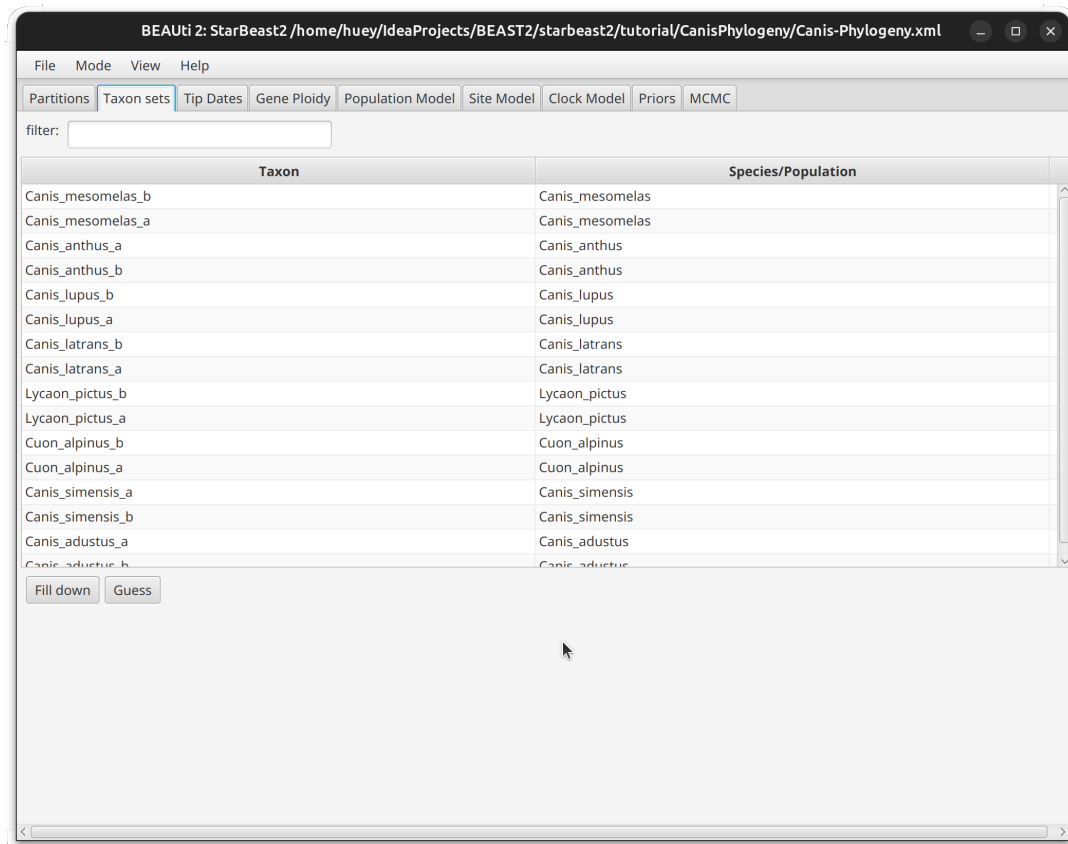 BEAUti 2: StarBeast2 /home/huey/IdeaProjects/BEAST2/starbeast2/tutorial/CanisPhylogeny/Canis-Phylogeny.xml
File Mode View Help
Partitions Taxon sets Tip Dates Gene Ploidy Population Model Site Model Clock Model Priors MCMC
filter:
Taxon Species/Population
Canis_mesomelas_b Canis_mesomelas
Canis_mesomelas_a Canis_mesomelas
Canis_anthus_a Canis_anthus
Canis_anthus_b Canis_anthus
Canis_lupus_b Canis_lupus
Canis_lupus_a Canis_lupus
Canis_latrans_b Canis_latrans
Canis_latrans_a Canis_latrans
Lycaon_pictus_b Lycaon_pictus
Lycaon_pictus_a Lycaon_pictus
Cuon_alpinus_b Cuon_alpinus
Cuon_alpinus_a Cuon_alpinus
Canis_simensis_a Canis_simensis
Canis_simensis_b Canis_simensis
Canis_adustus_a Canis_adustus
Canis_adustus_b Canis_adustus
Fill down Guess